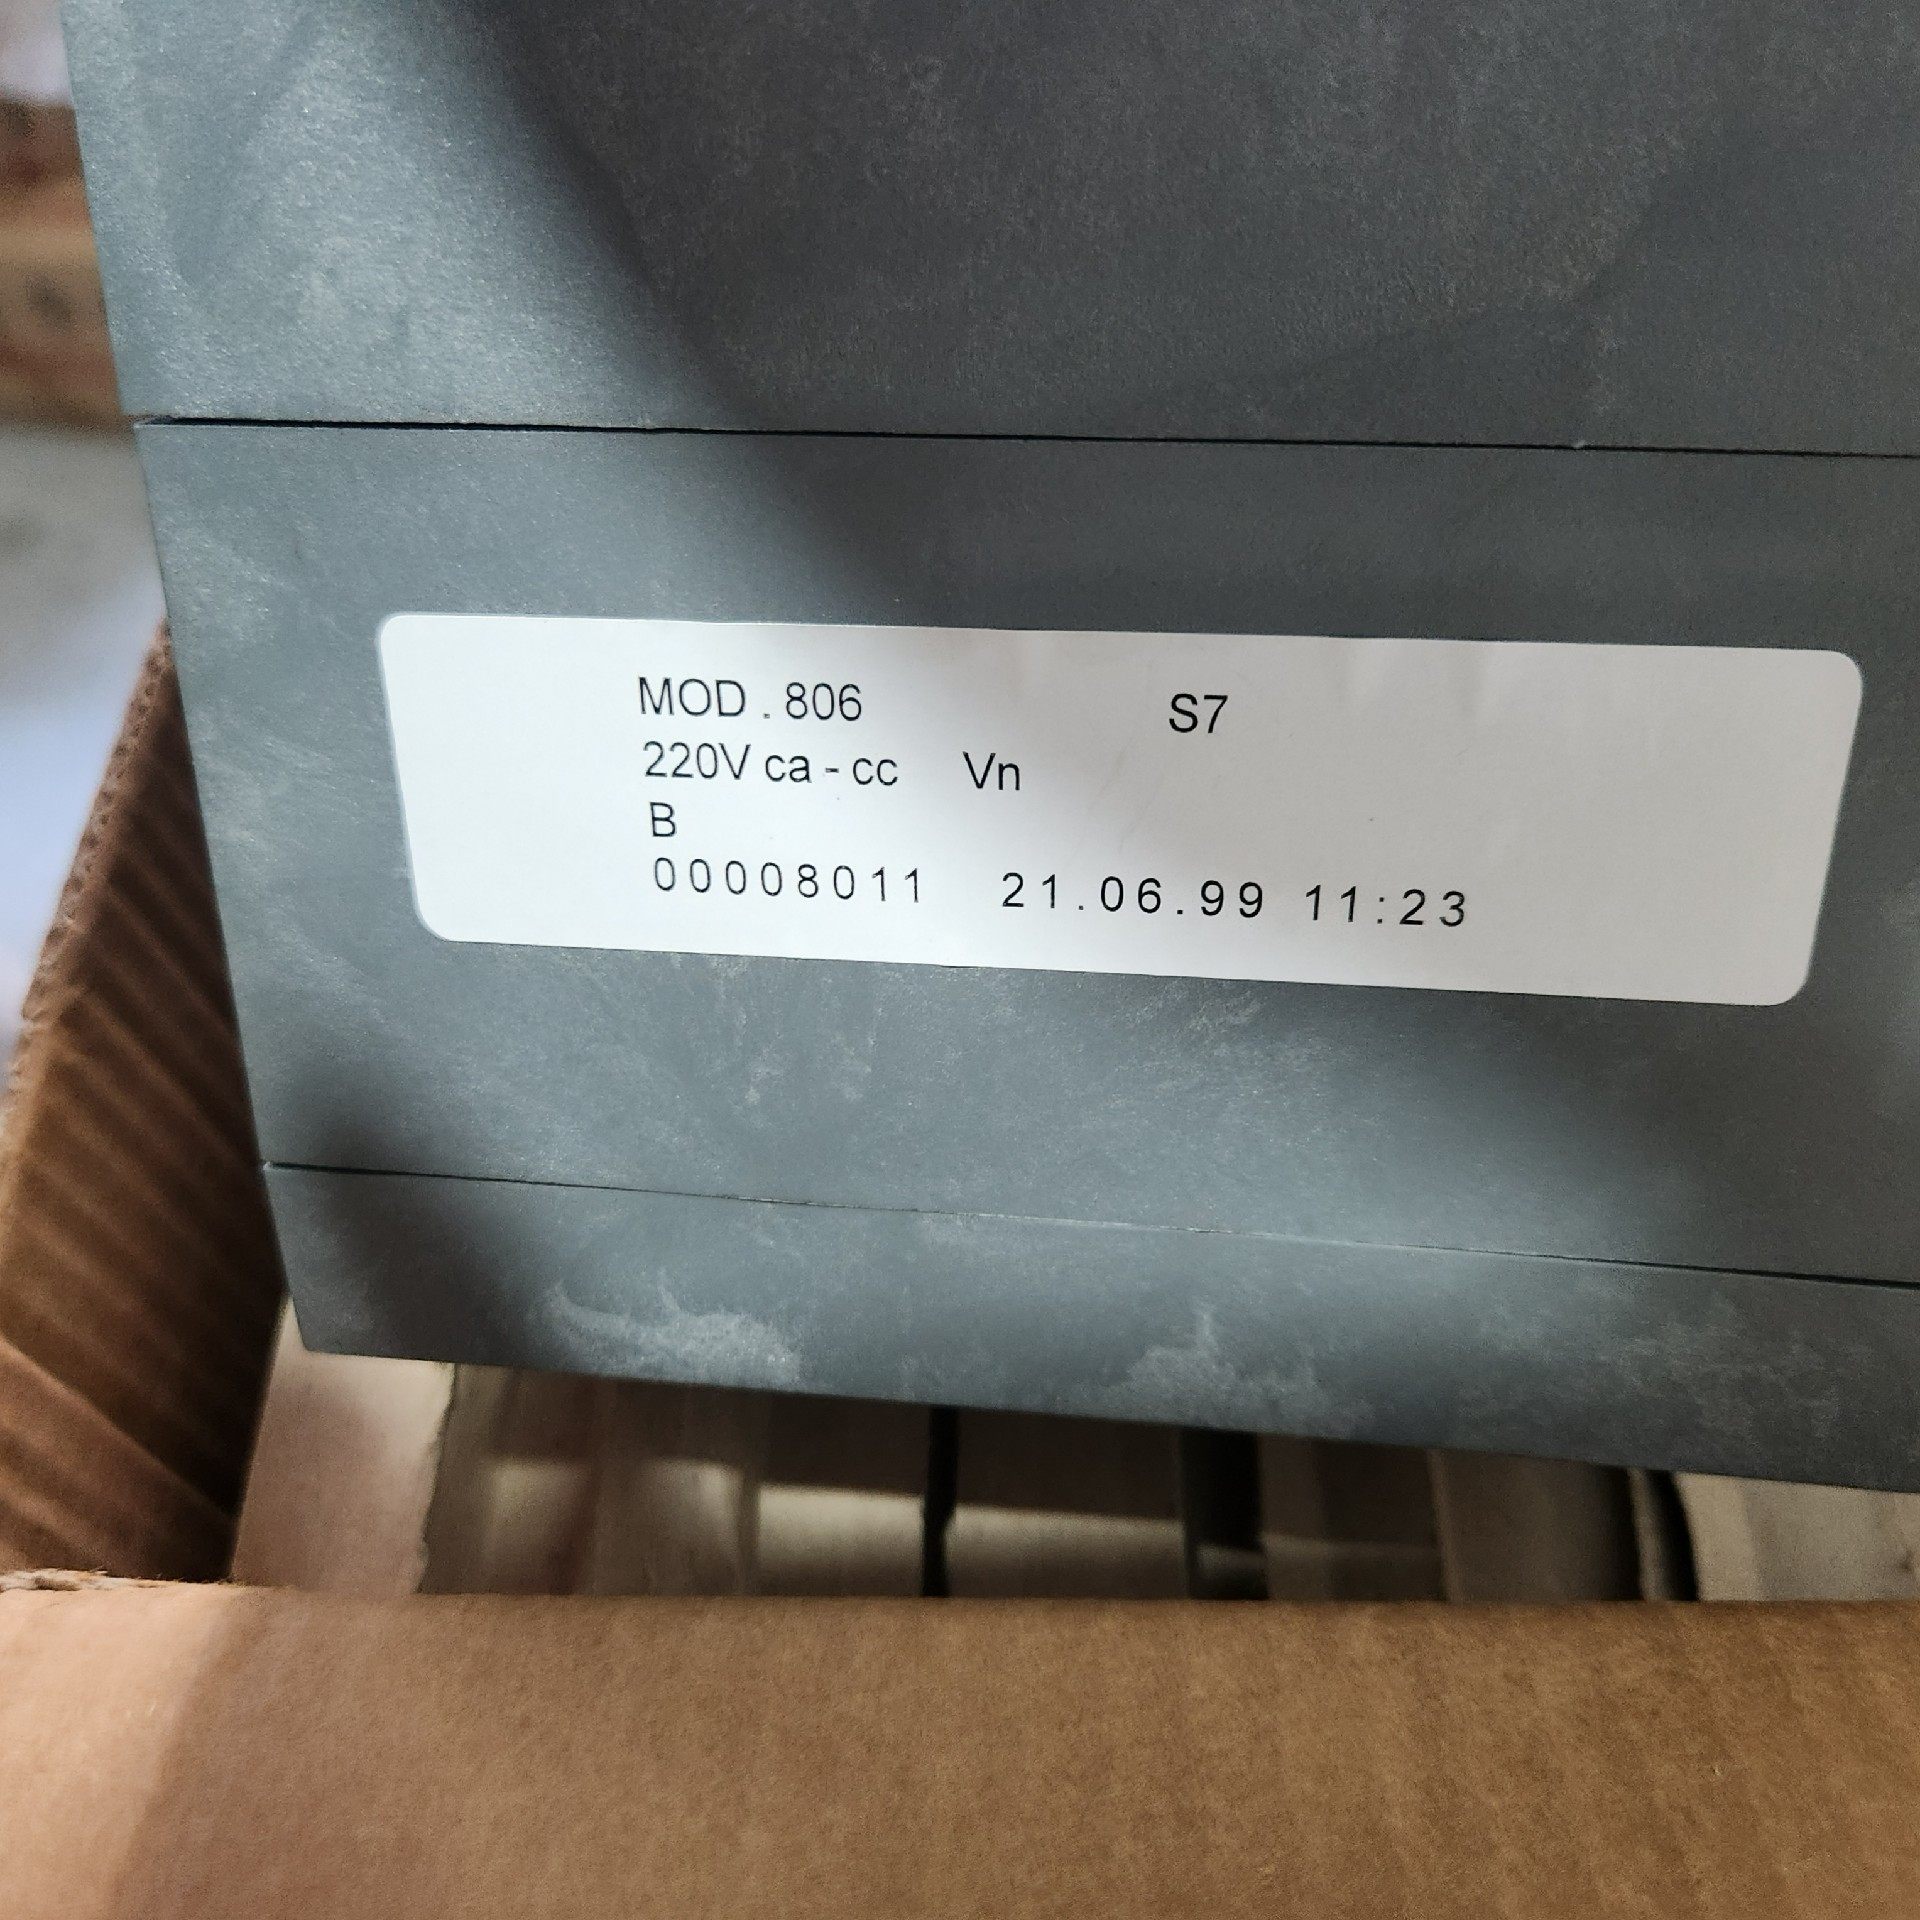 MOD . 806 S7
220V ca - cc Vn
B
00008011 21.06.99 11:23